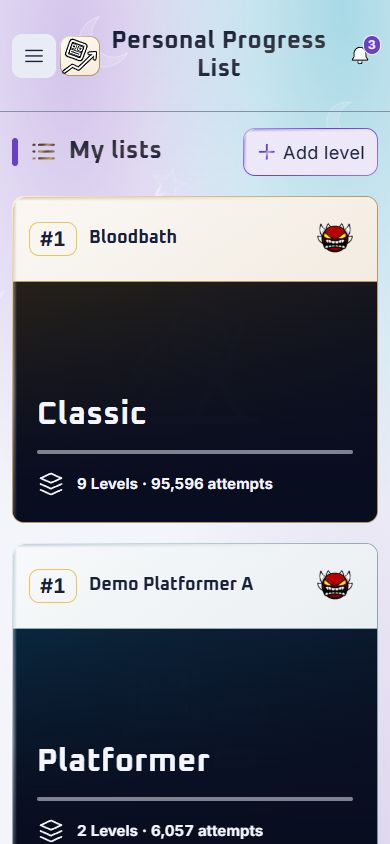 Personal Progress
List
3
My lists
Add level
#1 Bloodbath
Classic
9 Levels · 95,596 attempts
#1 Demo Platformer A
Platformer
2 Levels · 6,057 attempts